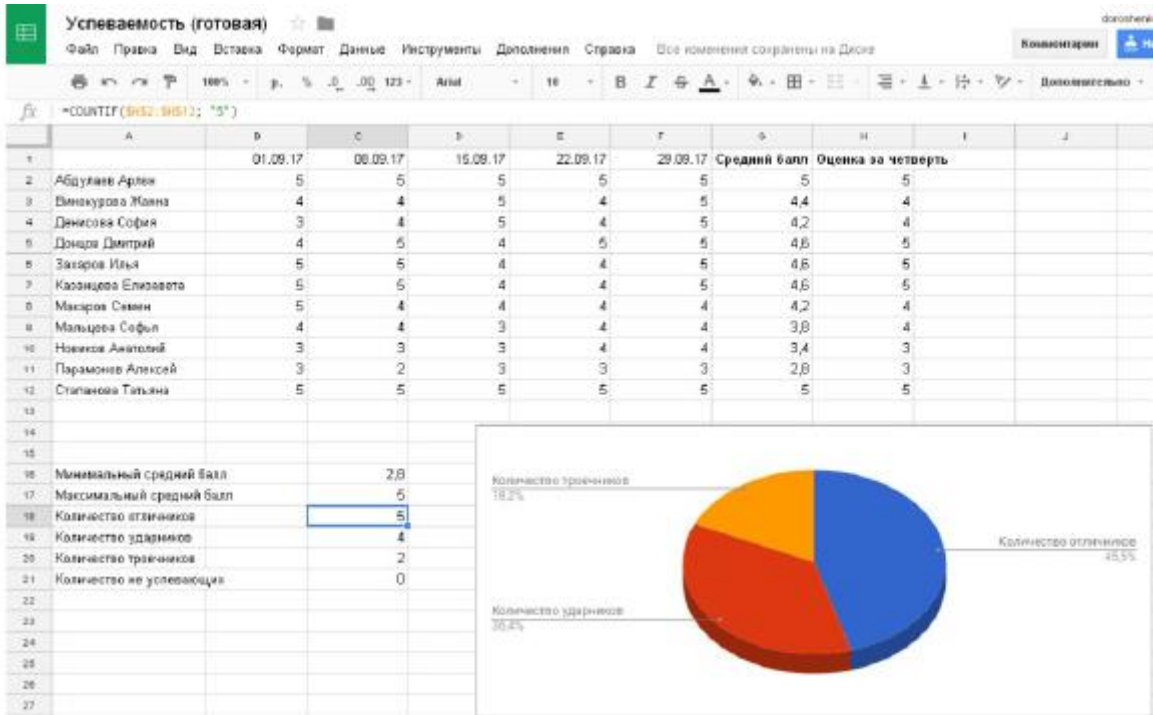 Успеваемость (готовая)
doroshenk
Файл Правка Вид Вставка Формат Данные Инструменты Дополнения Справка Все изменения сохранены на Диске
Комментарии
100% р. % .0 .00 123 Arial 10 B I S A Дополнительно
fx =COUNTIF($H$2:$H$12; "5")
A B C D E F G H I J
1 01.09.17 08.09.17 15.09.17 22.09.17 29.09.17 Средний балл Оценка за четверть
2 Абдулаев Арлен 5 5 5 5 5 5 5
3 Винокурова Жанна 4 4 5 4 5 4,4 4
4 Денисова София 3 4 5 4 5 4,2 4
5 Донцов Дмитрий 4 5 4 5 5 4,6 5
6 Захаров Илья 5 5 4 4 5 4,6 5
7 Казанцева Елизавета 5 5 4 4 5 4,6 5
8 Макаров Семен 5 4 4 4 4 4,2 4
9 Мальцева Софья 4 4 3 4 4 3,8 4
10 Новиков Анатолий 3 3 3 4 4 3,4 3
11 Парамонов Алексей 3 2 3 3 3 2,8 3
12 Степанова Татьяна 5 5 5 5 5 5 5
13
14
15
16 Минимальный средний балл 2,8
17 Максимальный средний балл 5
18 Количество отличников 5
19 Количество ударников 4
20 Количество троечников 2
21 Количество не успевающих 0
22
23
24
25
26
27
Количество троечников
18,2%
Количество отличников
45,5%
Количество ударников
36,4%